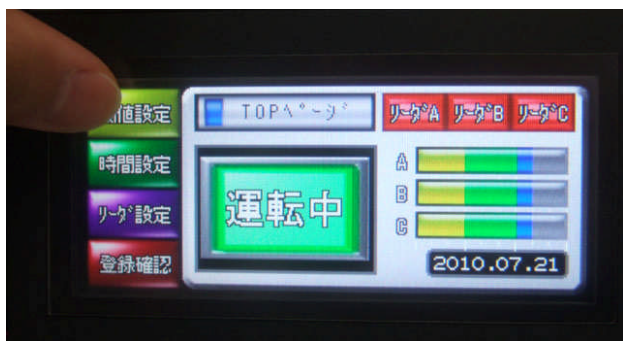 値設定
TOPページ
リーダA リーダB リーダC
時間設定
運転中
A
B
C
リーダ設定
登録確認
2010.07.21